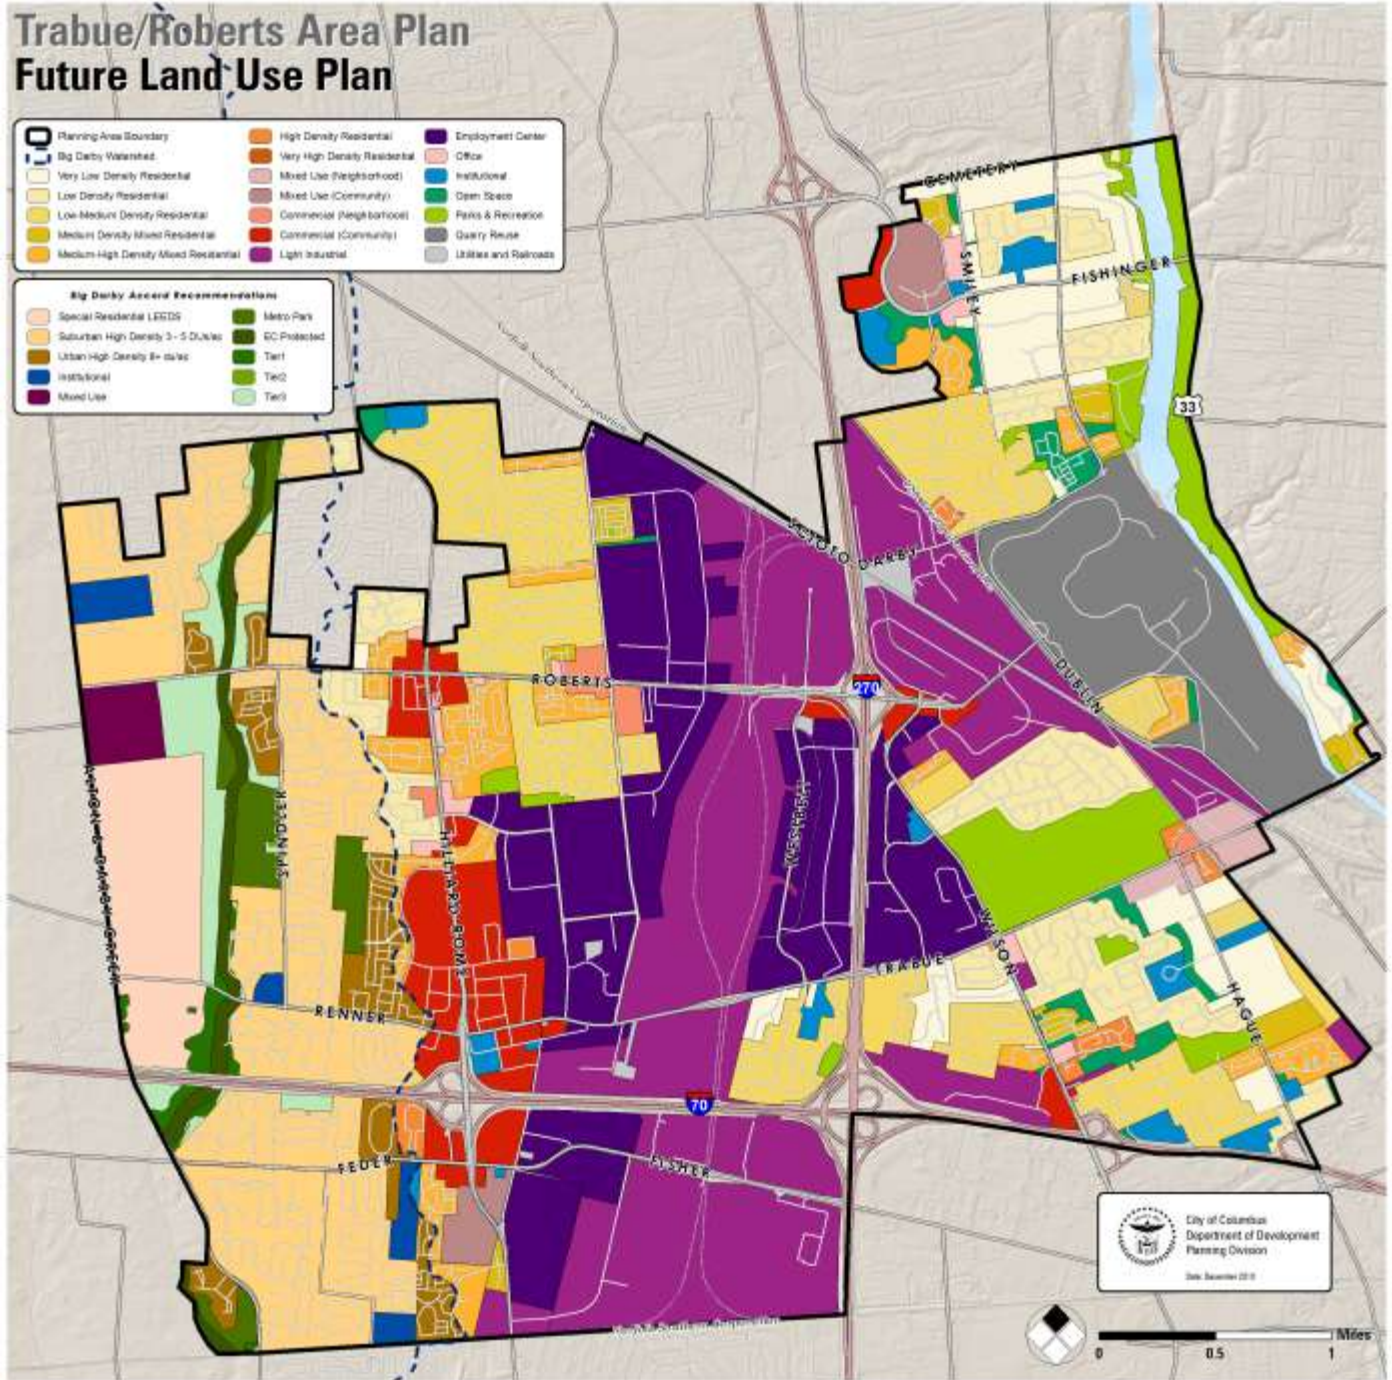 Trabue/Roberts Area Plan
Future Land Use Plan
Planning Area Boundary
Big Darby Watershed
Very Low Density Residential
Low Density Residential
Low-Medium Density Residential
Medium Density Mixed Residential
Medium-High Density Mixed Residential
High Density Residential
Very High Density Residential
Mixed Use (Neighborhood)
Mixed Use (Community)
Commercial (Neighborhood)
Commercial (Community)
Light Industrial
Employment Center
Office
Institutional
Open Space
Parks & Recreation
Quarry Reuse
Utilities and Railroads
Big Darby Accord Recommendations
Special Residential LEEDS
Suburban High Density 3 - 5 DUs/as
Urban High Density 8+ du/ac
Institutional
Mixed Use
Metro Park
EC Protected
Tier1
Tier2
Tier3
CEMETERY
SMILEY
FISHINGER
33
SCIOTO DARBY
ROBERTS
270
DUBLIN
SPINDLER
HILLIARD ROME
WESTBELT
WILSON
TRABUE
HAGUE
RENNER
70
FEDER
FISHER
City of Columbus
Department of Development
Planning Division
Date: December 2010
Miles
0 0.5 1